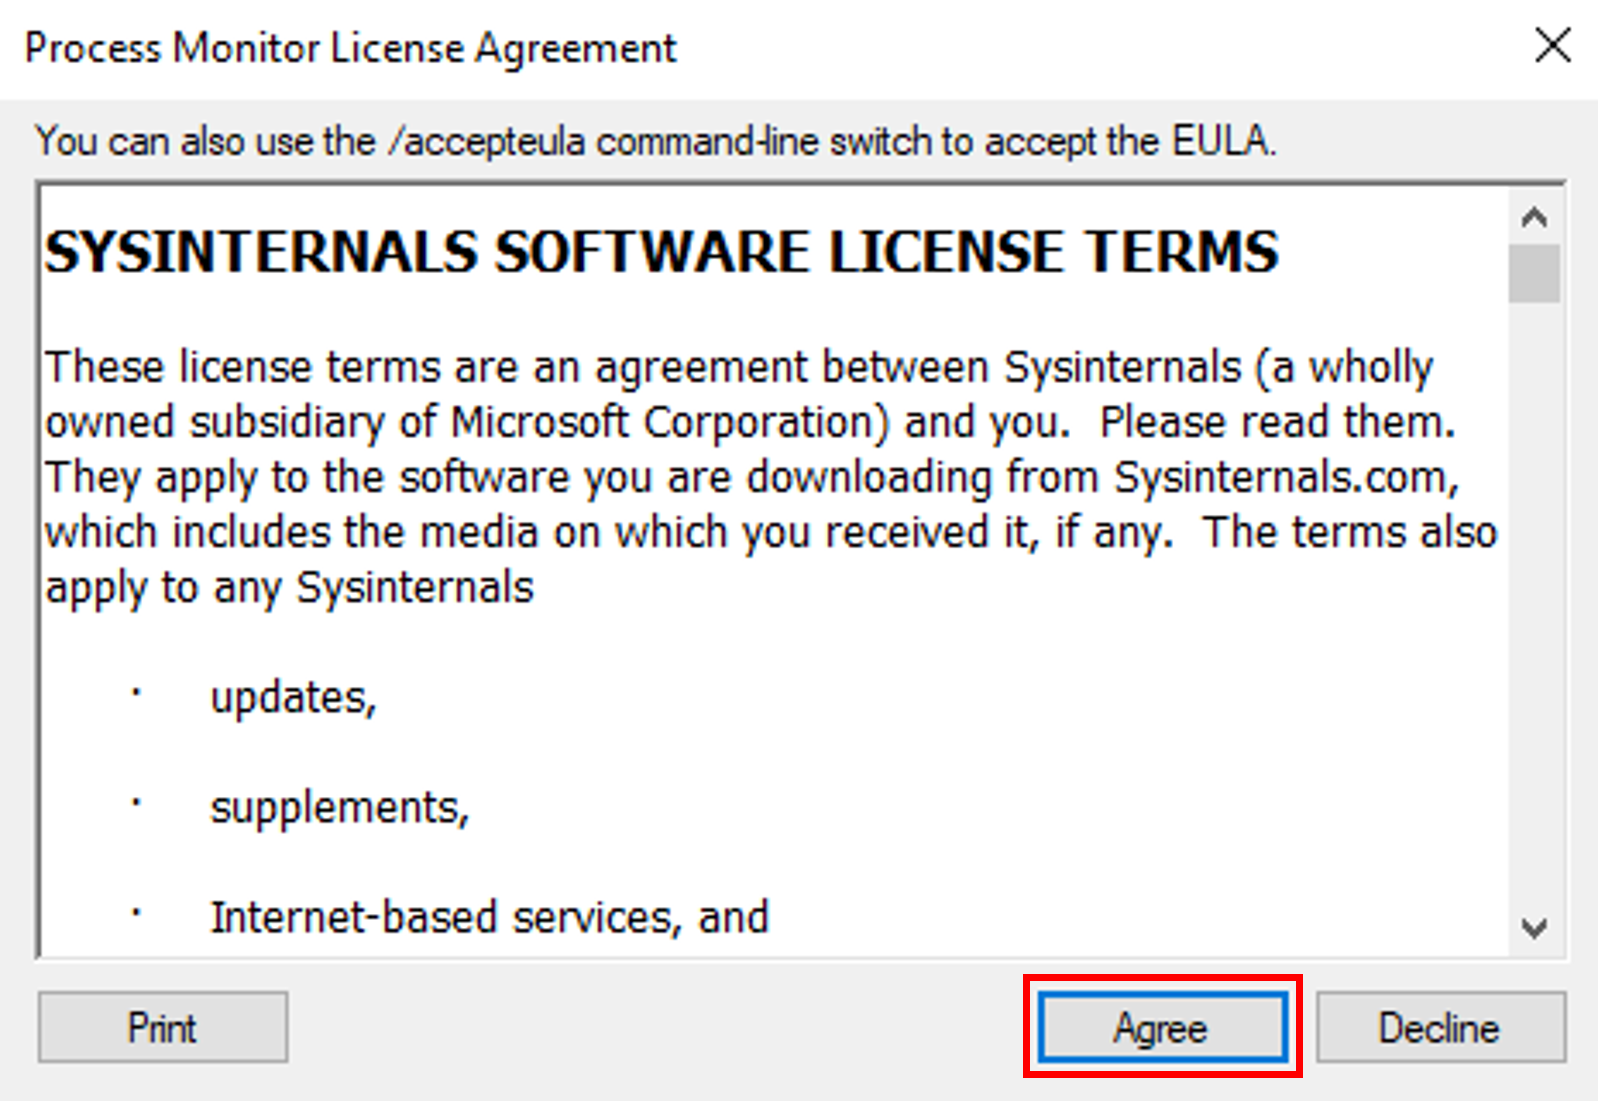 Process Monitor License Agreement
You can also use the /accepteula command-line switch to accept the EULA.
SYSINTERNALS SOFTWARE LICENSE TERMS
These license terms are an agreement between Sysinternals (a wholly
owned subsidiary of Microsoft Corporation) and you.  Please read them.
They apply to the software you are downloading from Sysinternals.com,
which includes the media on which you received it, if any.  The terms also
apply to any Sysinternals
· updates,
· supplements,
· Internet-based services, and
Print Agree Decline